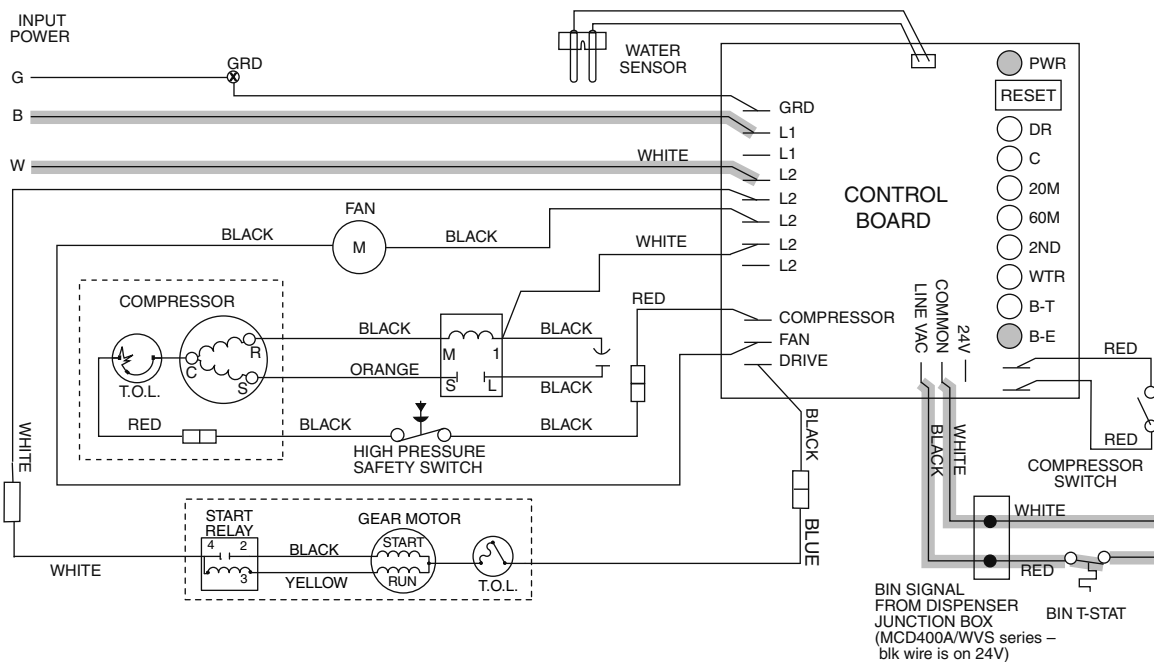 INPUT
POWER
G
GRD
B
W
WHITE
WATER
SENSOR
GRD
L1
L1
L2
L2
L2
L2
L2
CONTROL
BOARD
PWR
RESET
DR
C
20M
60M
2ND
WTR
B-T
B-E
FAN
M
BLACK
BLACK
WHITE
RED
COMPRESSOR
FAN
DRIVE
LINE VAC
COMMON
24V
RED
RED
COMPRESSOR
SWITCH
COMPRESSOR
T.O.L.
C
R
S
BLACK
ORANGE
M
1
S
L
BLACK
BLACK
RED
BLACK
BLACK
HIGH PRESSURE
SAFETY SWITCH
WHITE
WHITE
START
RELAY
4
2
3
BLACK
YELLOW
GEAR MOTOR
START
RUN
T.O.L.
BLACK
BLUE
BLACK
WHITE
WHITE
RED
BIN T-STAT
BIN SIGNAL
FROM DISPENSER
JUNCTION BOX
(MCD400A/WVS series –
blk wire is on 24V)